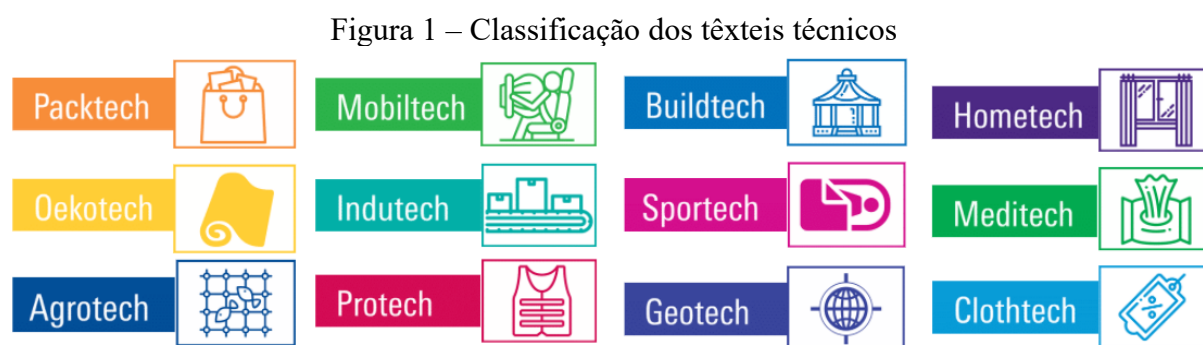 Figura 1 – Classificação dos têxteis técnicos
Packtech
Mobiltech
Buildtech
Hometech
Oekotech
Indutech
Sportech
Meditech
Agrotech
Protech
Geotech
Clothtech
%